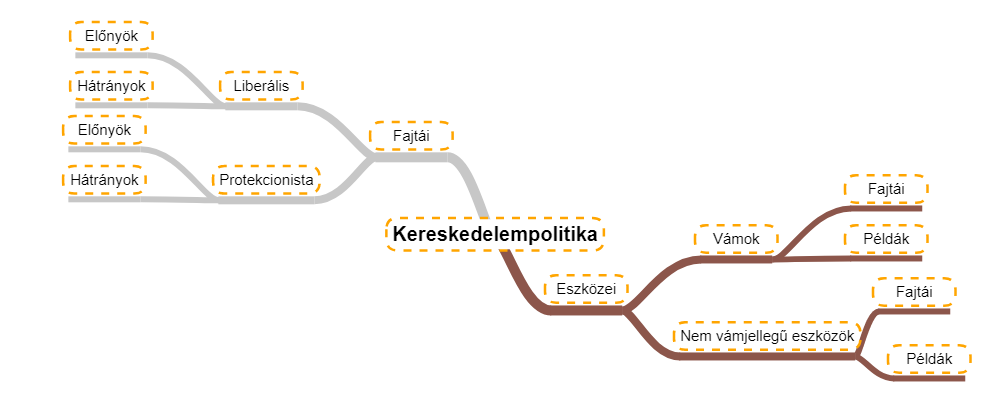 Előnyök
Hátrányok
Liberális
Előnyök
Hátrányok
Protekcionista
Fajtái
Kereskedelempolitika
Eszközei
Vámok
Fajtái
Példák
Nem vámjellegű eszközök
Fajtái
Példák